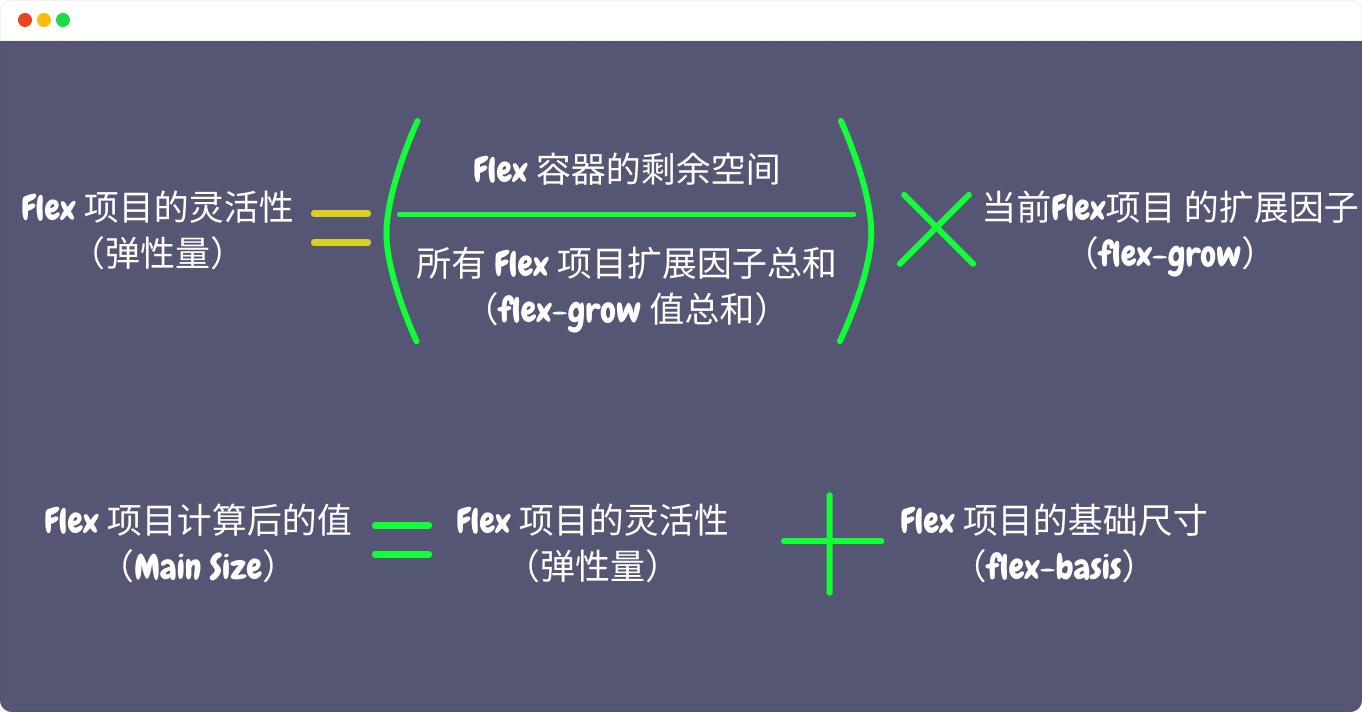 Flex 容器的剩余空间
Flex 项目的灵活性
（弹性量）
所有 Flex 项目扩展因子总和
（flex-grow 值总和）
当前Flex项目 的扩展因子
（flex-grow）
Flex 项目计算后的值
（Main Size）
Flex 项目的灵活性
（弹性量）
Flex 项目的基础尺寸
（flex-basis）